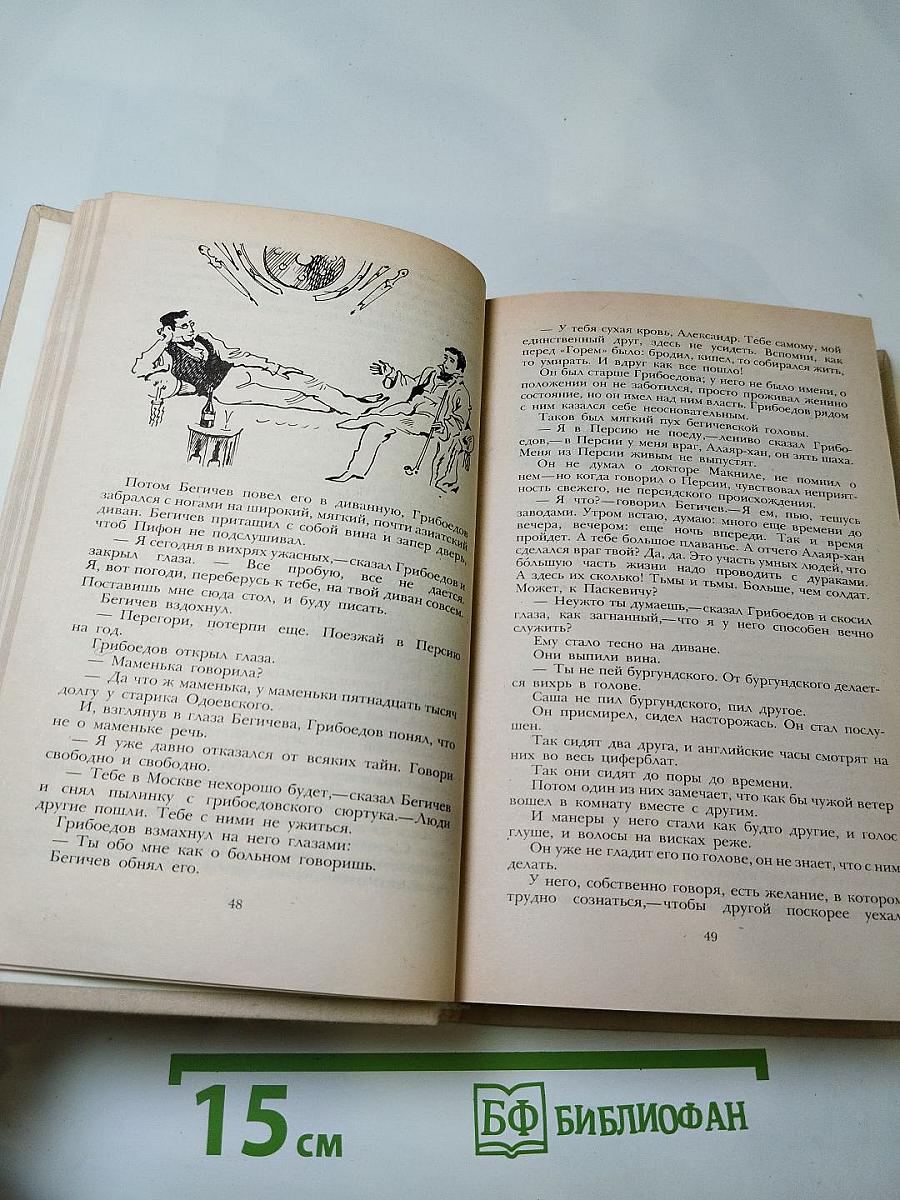 Потом Бегичев повел его в диванную, Грибоедов
забрался с ногами на широкий, мягкий, почти азиатский
диван. Бегичев притащил с собой вина и запер дверь,
чтоб Пифон не подслушивал.
— Я сегодня в вихрях ужасных,—сказал Грибоедов и
закрыл глаза. — Все пробую, все не дается.
Я, вот погоди, переберусь к тебе, на твой диван совсем.
Поставишь мне сюда стол, и буду писать.
Бегичев вздохнул.
— Перегори, потерпи еще. Поезжай в Персию
на год.
Грибоедов открыл глаза.
— Маменька говорила?
— Да что ж маменька, у маменьки пятнадцать тысяч
долгу у старика Одоевского.
И, взглянув в глаза Бегичева, Грибоедов понял, что
не о маменьке речь.
— Я уже давно отказался от всяких тайн. Говори
свободно и свободно.
— Тебе в Москве нехорошо будет,—сказал Бегичев
и снял пылинку с грибоедовского сюртука.—Люди
другие пошли. Тебе с ними не ужиться.
Грибоедов взмахнул на него глазами:
— Ты обо мне как о больном говоришь.
Бегичев обнял его.
48
— У тебя сухая кровь, Александр. Тебе самому, мой
единственный друг, здесь не усидеть. Вспомни, как
перед «Горем» было: бродил, кипел, то собирался жить,
то умирать. И вдруг как все пошло!
Он был старше Грибоедова; у него не было имени, о
положении он не заботился, просто проживал женино
состояние, но он имел над ним власть. Грибоедов рядом
с ним казался себе неосновательным.
Таков был мягкий пух бегичевской головы.
— Я в Персию не поеду,—лениво сказал Грибо-
едов,— в Персии у меня враг, Алаяр-хан, он зять шаха.
Меня из Персии живым не выпустят.
Он не думал о докторе Макниле, не помнил о
нем—но когда говорил о Персии, чувствовал неприят-
ность свежего, не персидского происхождения.
— Я что?—говорил Бегичев.—Я ем, пью, тешусь
заводами. Утром встаю, думаю: много еще времени до
вечера, вечером: еще ночь впереди. Так и время
пройдет. А тебе большое плаванье. А отчего Алаяр-хан
сделался враг твой? Да, да. Это участь умных людей, что
бо́льшую часть жизни надо проводить с дураками.
А здесь их сколько! Тьмы и тьмы. Больше, чем солдат.
Может, к Паскевичу?
— Неужто ты думаешь,—сказал Грибоедов и скосил
глаза, как загнанный,—что я у него способен вечно
служить?
Ему стало тесно на диване.
Они выпили вина.
— Ты не пей бургундского. От бургундского делает-
ся вихрь в голове.
Саша не пил бургундского, пил другое.
Он присмирел, сидел насторожась. Он стал послу-
шен.
Так сидят два друга, и английские часы смотрят на
них во весь циферблат.
Так они сидят до поры до времени.
Потом один из них замечает, что как бы чужой ветер
вошел в комнату вместе с другим.
И манеры у него стали как будто другие, и голос
глуше, и волосы на висках реже.
Он уже не гладит его по голове, он не знает, что с ним
делать.
У него, собственно говоря, есть желание, в котором
трудно сознаться,—чтобы другой поскорее уехал
49
15 см
БФ БИБЛИОФАН